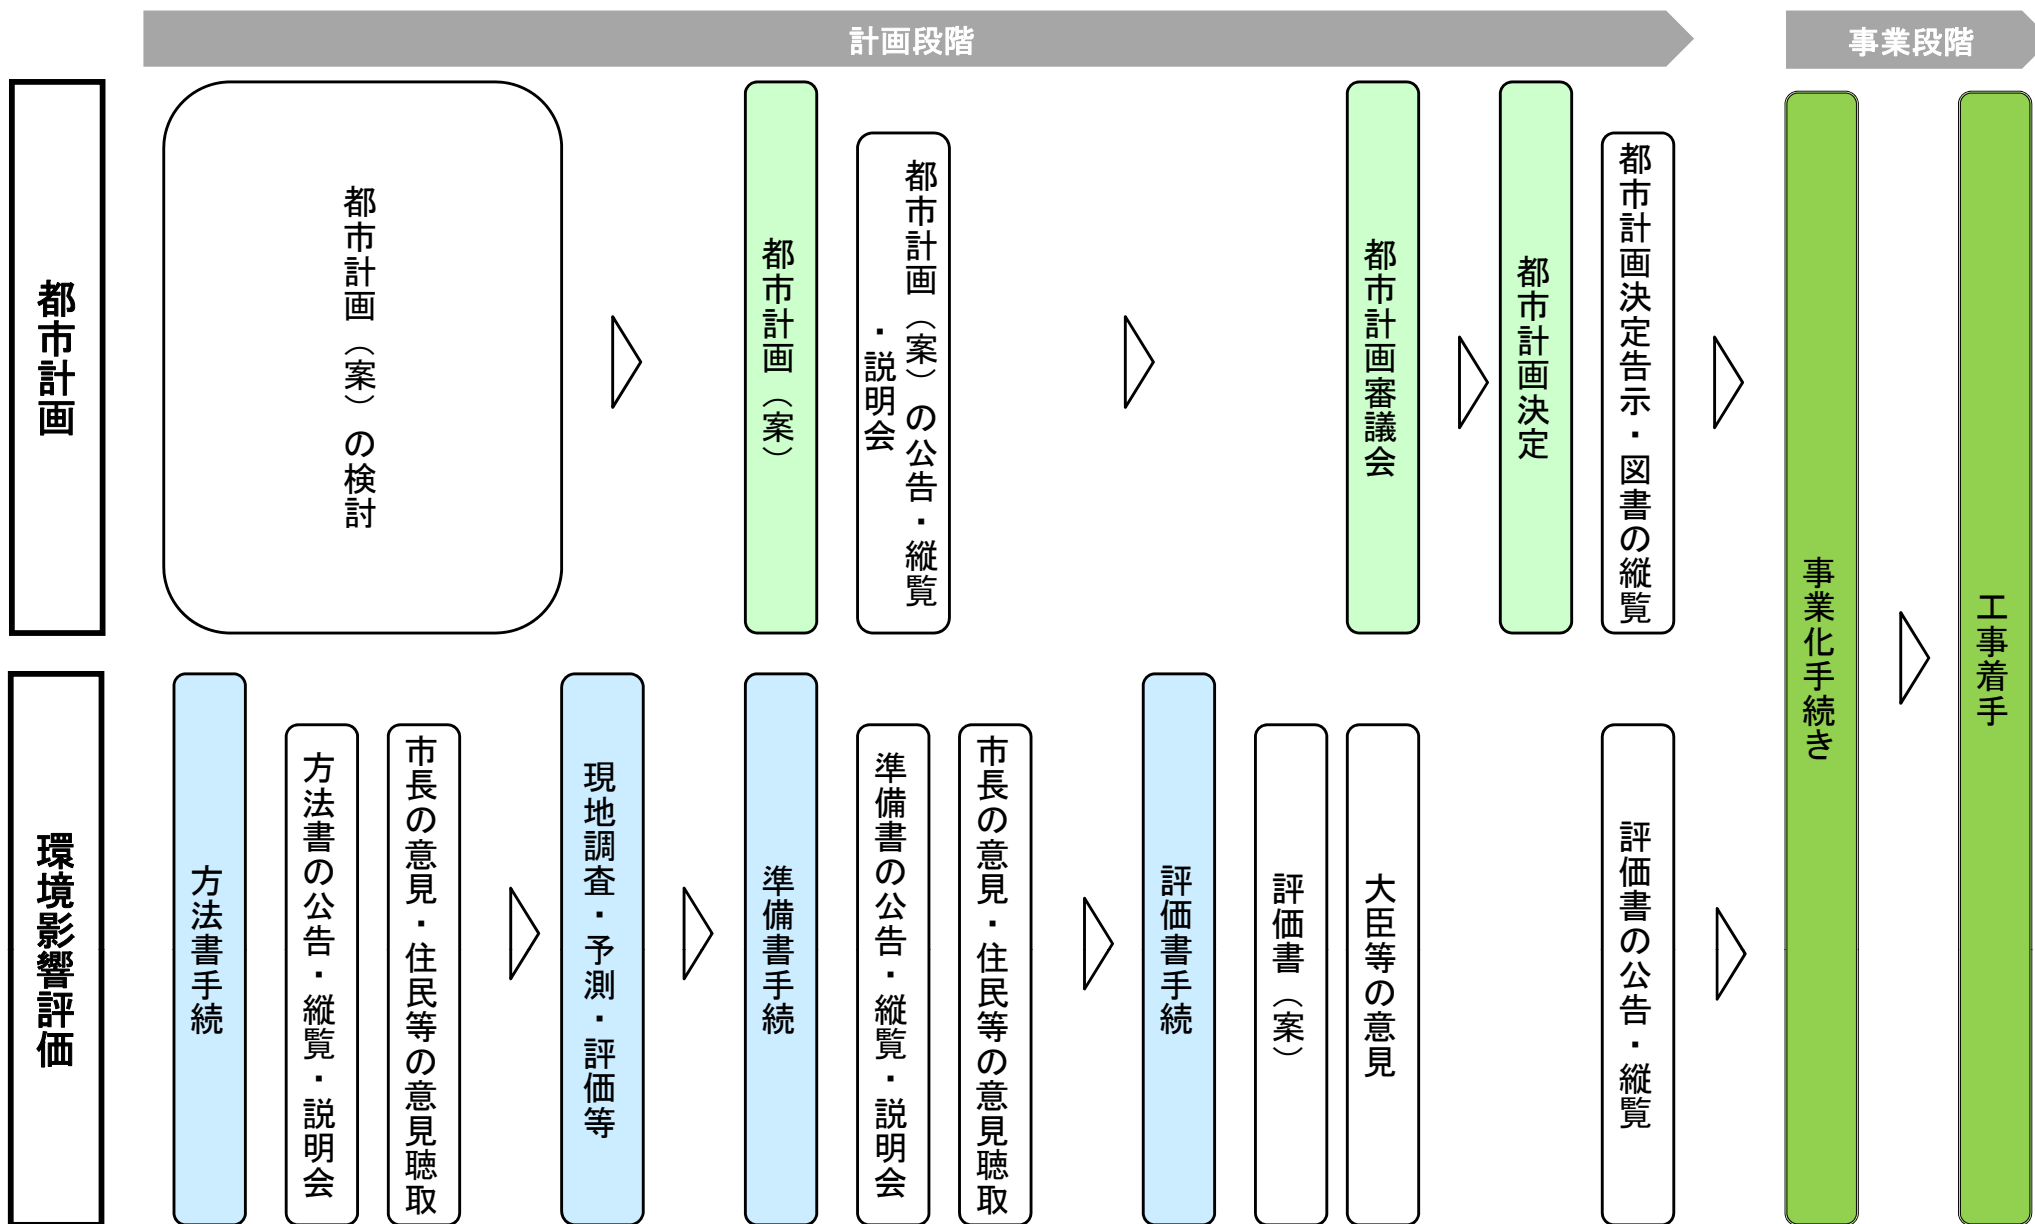 計画段階
事業段階
都市計画
都市計画（案）の検討
都市計画（案）
都市計画（案）の公告・縦覧
・説明会
都市計画審議会
都市計画決定
都市計画決定告示・図書の縦覧
環境影響評価
方法書手続
方法書の公告・縦覧・説明会
市長の意見・住民等の意見聴取
現地調査・予測・評価等
準備書手続
準備書の公告・縦覧・説明会
市長の意見・住民等の意見聴取
評価書手続
評価書（案）
大臣等の意見
評価書の公告・縦覧
事業化手続き
工事着手